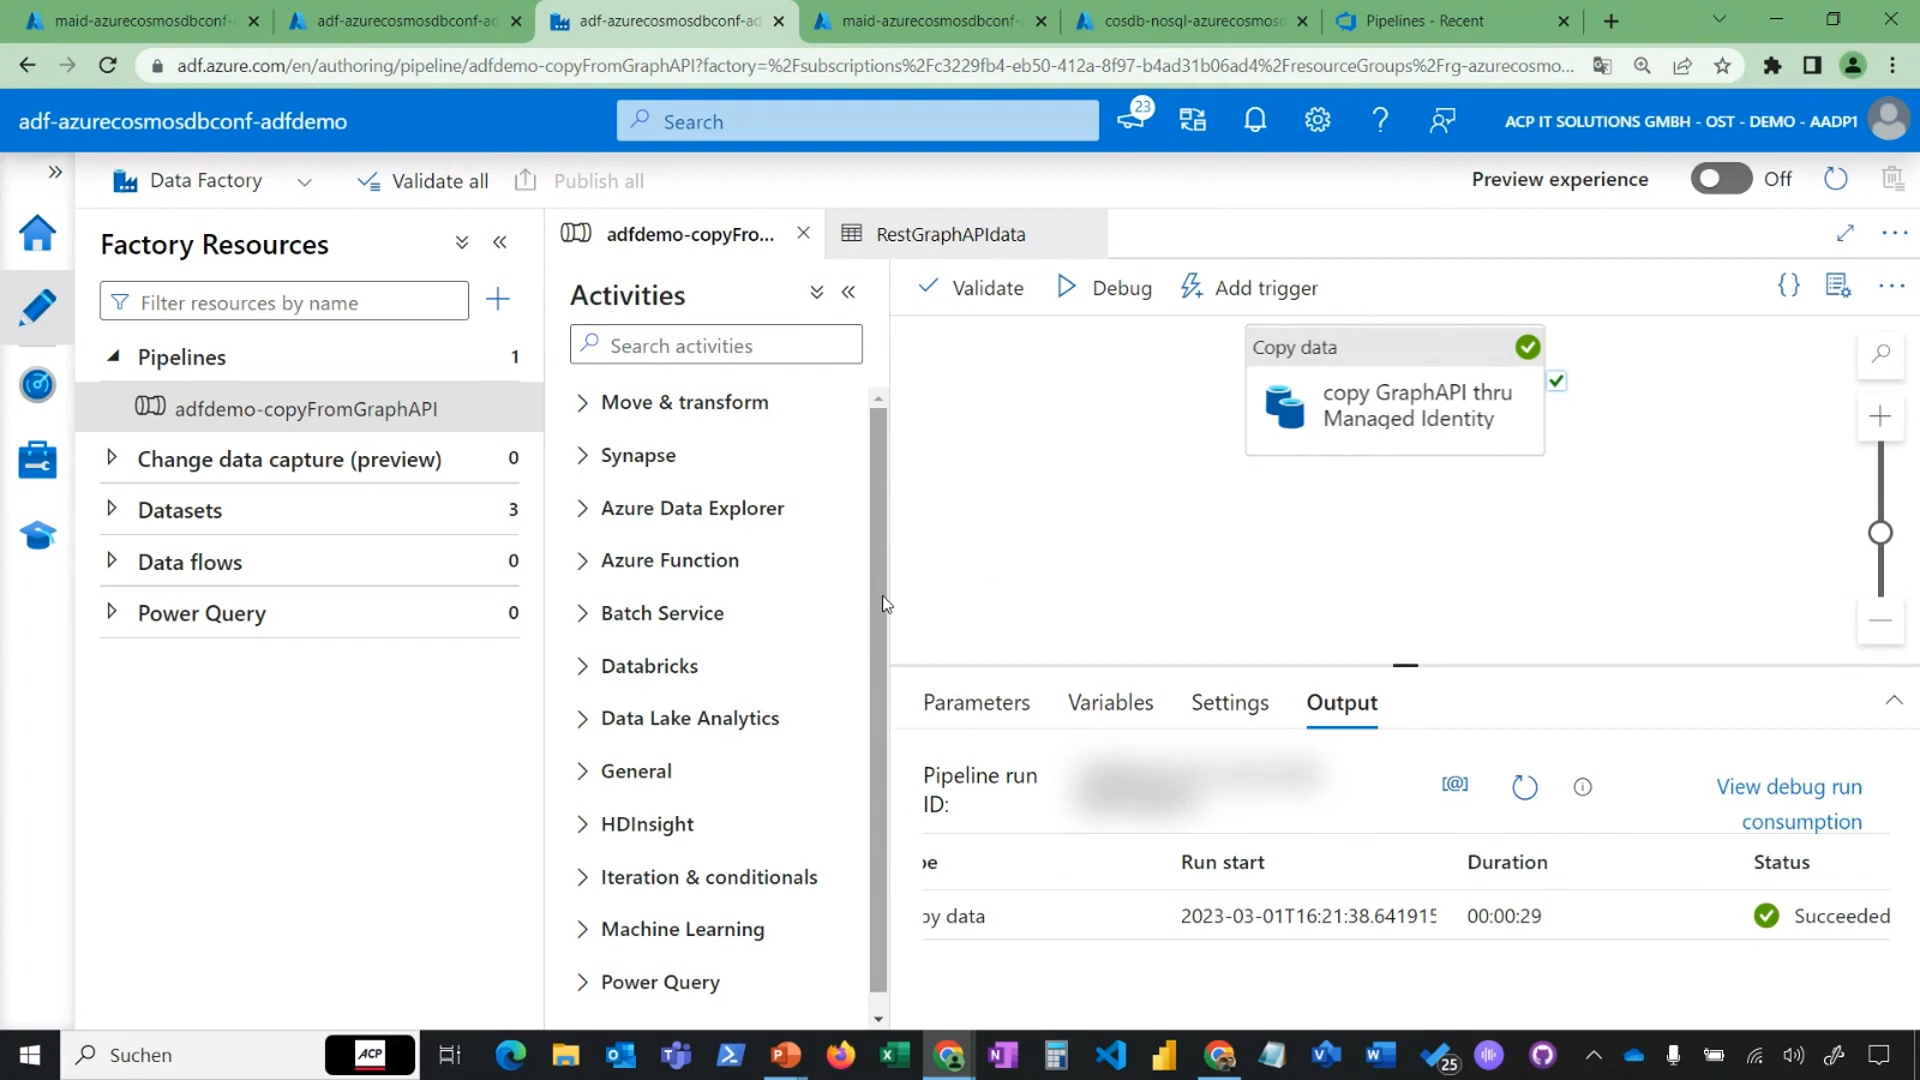 maid-azurecosmosdbconf-
adf-azurecosmosdbconf-ad
adf-azurecosmosdbconf-ad
maid-azurecosmosdbconf-
cosdb-nosql-azurecosmos
Pipelines - Recent
adf.azure.com/en/authoring/pipeline/adfdemo-copyFromGraphAPI?factory=%2Fsubscriptions%2Fc3229fb4-eb50-412a-8f97-b4ad31b06ad4%2FresourceGroups%2Frg-azurecosmo...
adf-azurecosmosdbconf-adfdemo
Search
23
ACP IT SOLUTIONS GMBH - OST - DEMO - AADP1
Data Factory
Validate all
Publish all
Preview experience
Off
Factory Resources
adfdemo-copyFro...
RestGraphAPIdata
Filter resources by name
Activities
Validate
Debug
Add trigger
Search activities
Pipelines 1
adfdemo-copyFromGraphAPI
Change data capture (preview) 0
Datasets 3
Data flows 0
Power Query 0
Move & transform
Synapse
Azure Data Explorer
Azure Function
Batch Service
Databricks
Data Lake Analytics
General
HDInsight
Iteration & conditionals
Machine Learning
Power Query
Copy data
copy GraphAPI thru
Managed Identity
Parameters
Variables
Settings
Output
Pipeline run
ID:
View debug run
consumption
pe
Run start
Duration
Status
py data
2023-03-01T16:21:38.641915
00:00:29
Succeeded
Suchen
ACP
25